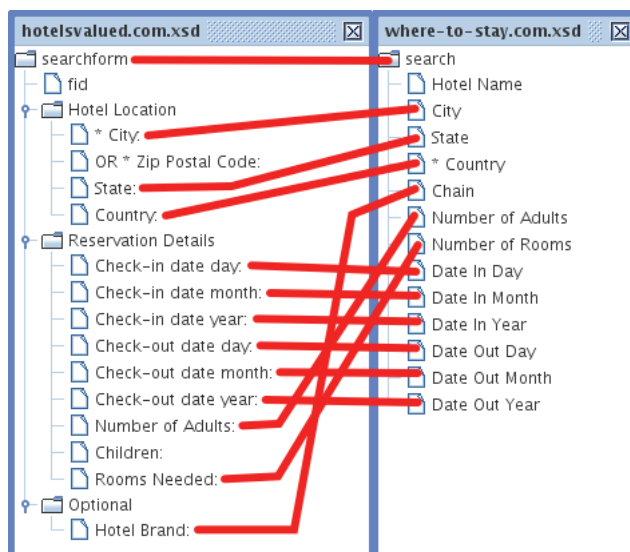 hotelsvalued.com.xsd
searchform
fid
Hotel Location
* City:
OR * Zip Postal Code:
State:
Country:
Reservation Details
Check-in date day:
Check-in date month:
Check-in date year:
Check-out date day:
Check-out date month:
Check-out date year:
Number of Adults:
Children:
Rooms Needed:
Optional
Hotel Brand:
where-to-stay.com.xsd
search
Hotel Name
City
State
* Country
Chain
Number of Adults
Number of Rooms
Date In Day
Date In Month
Date In Year
Date Out Day
Date Out Month
Date Out Year